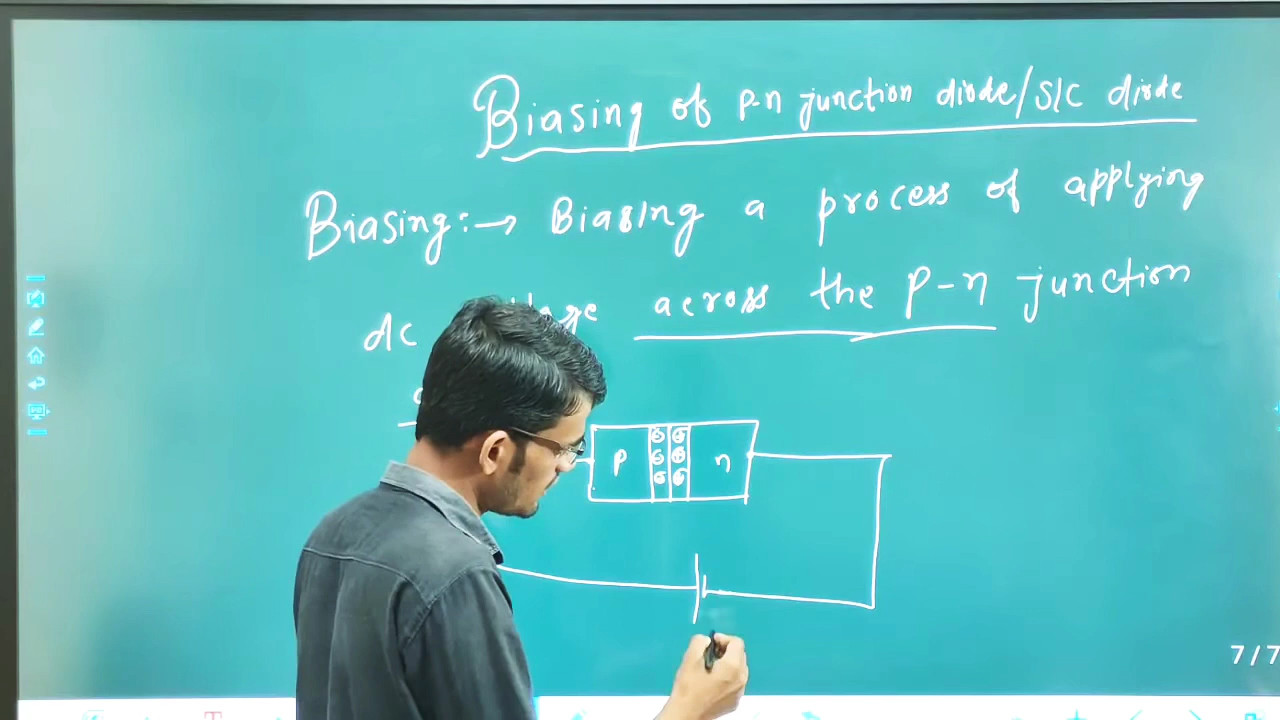 Biasing of P-n junction diode/S/C diode
Biasing:→ Biasing a process of applying
dc across the P-n junction
P n
7/7